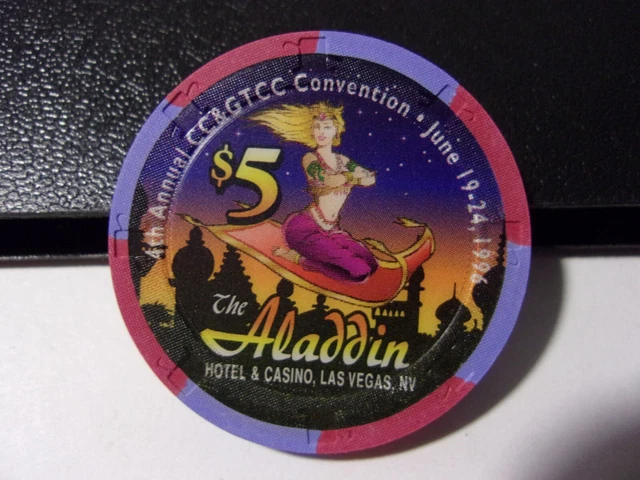 4th Annual CC&GTCC Convention • June 19-24, 1996
$5
The
Aladdin
HOTEL & CASINO, LAS VEGAS, NV